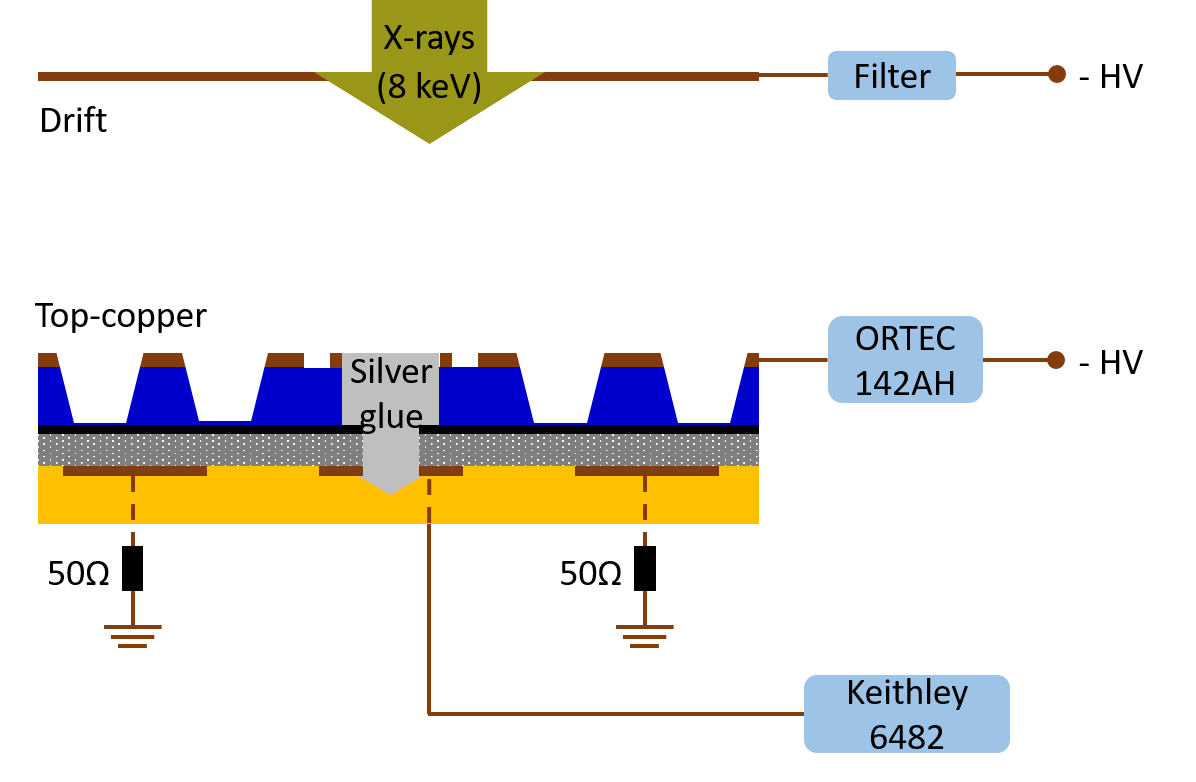 X-rays
(8 keV)
Filter
- HV
Drift
Top-copper
ORTEC
142AH
- HV
Silver
glue
50Ω
50Ω
Keithley
6482